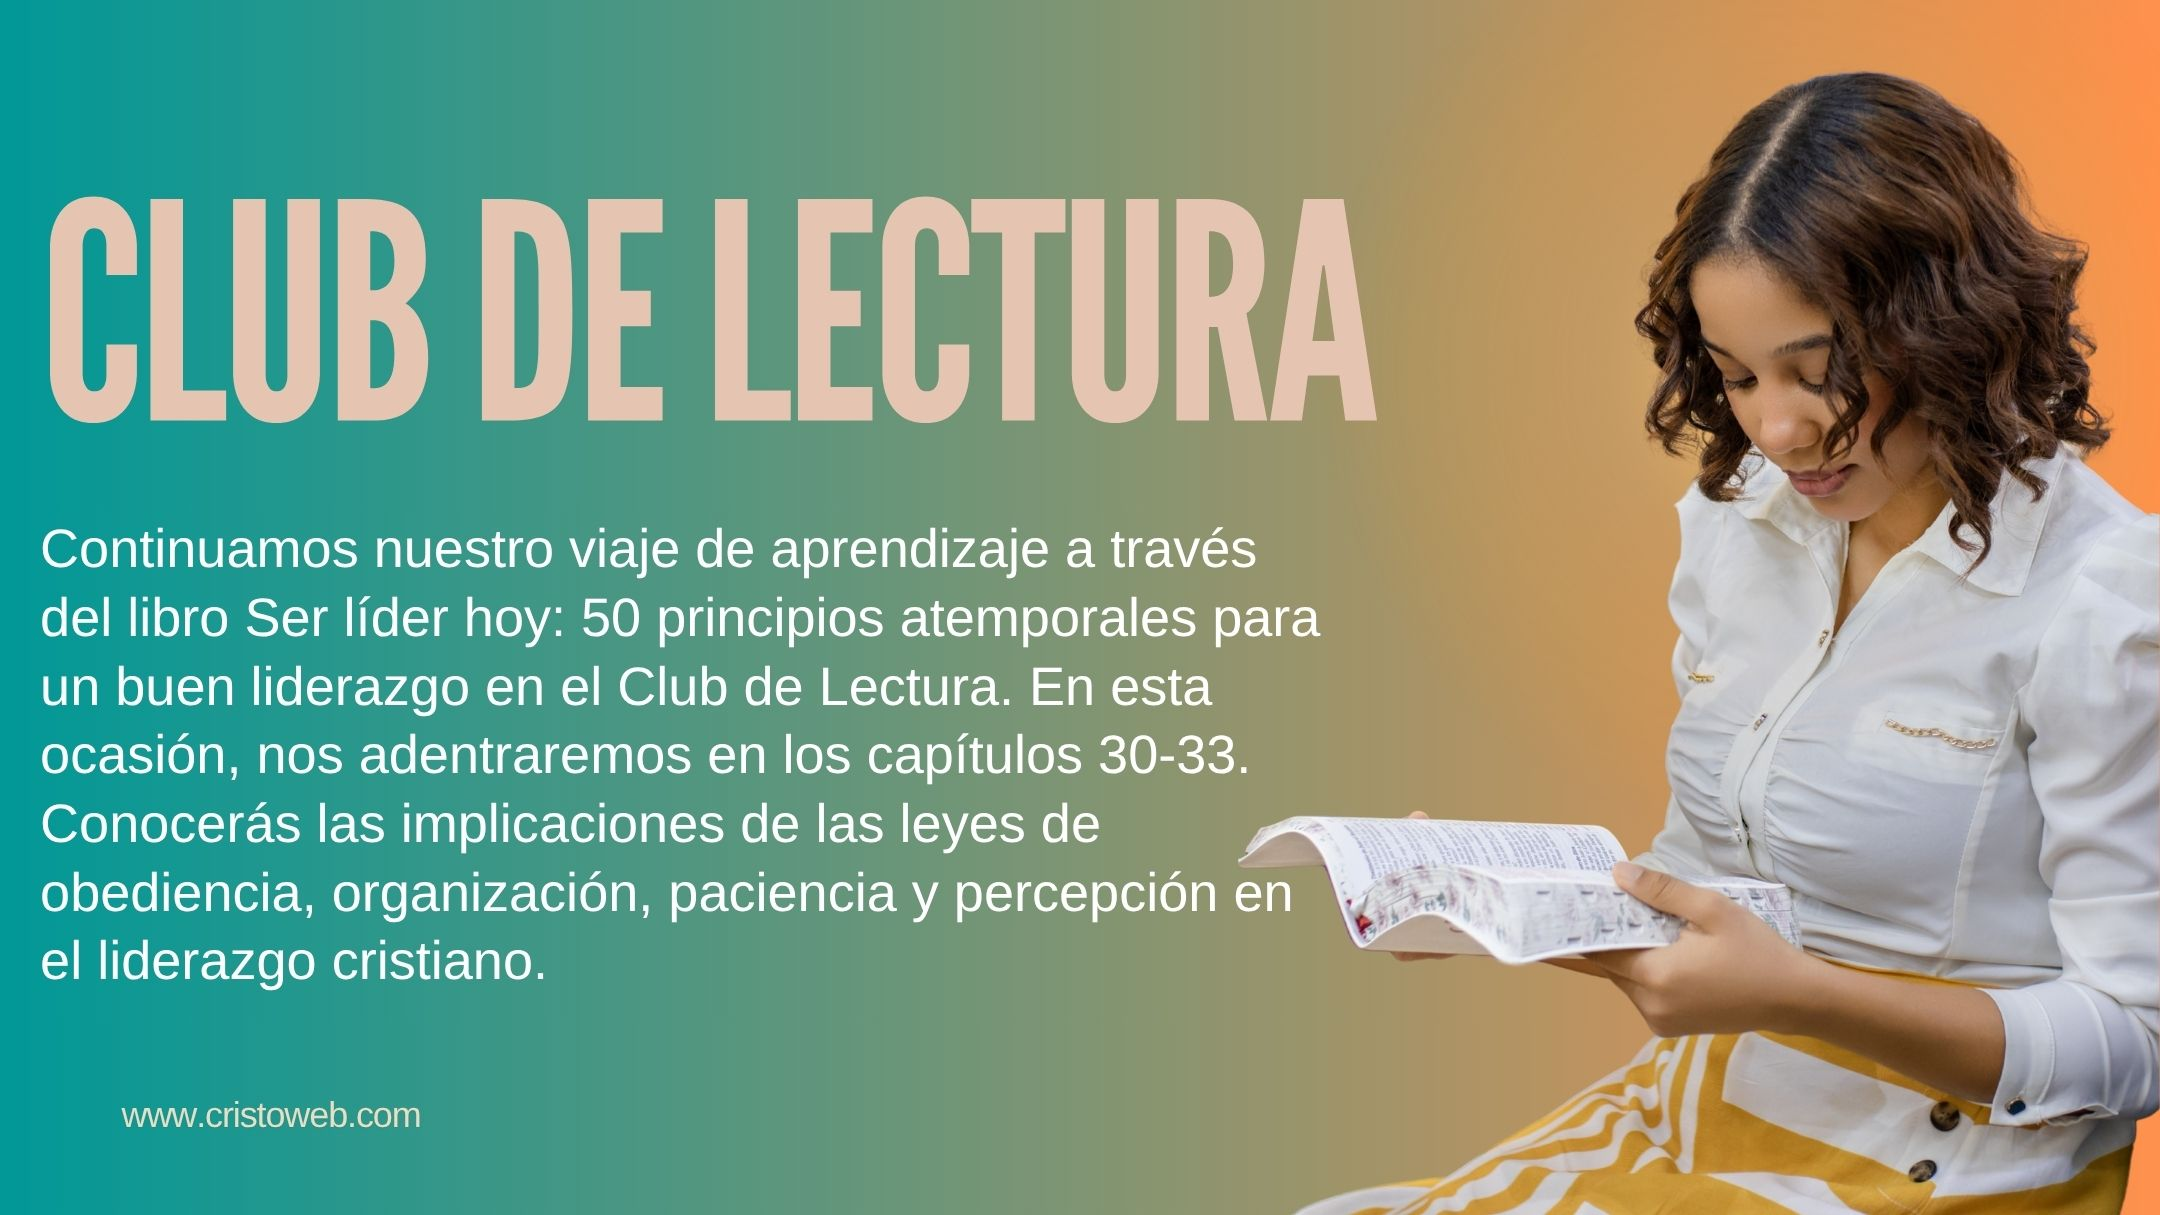 CLUB DE LECTURA
Continuamos nuestro viaje de aprendizaje a través
del libro Ser líder hoy: 50 principios atemporales para
un buen liderazgo en el Club de Lectura. En esta
ocasión, nos adentraremos en los capítulos 30-33.
Conocerás las implicaciones de las leyes de
obediencia, organización, paciencia y percepción en
el liderazgo cristiano.
www.cristoweb.com